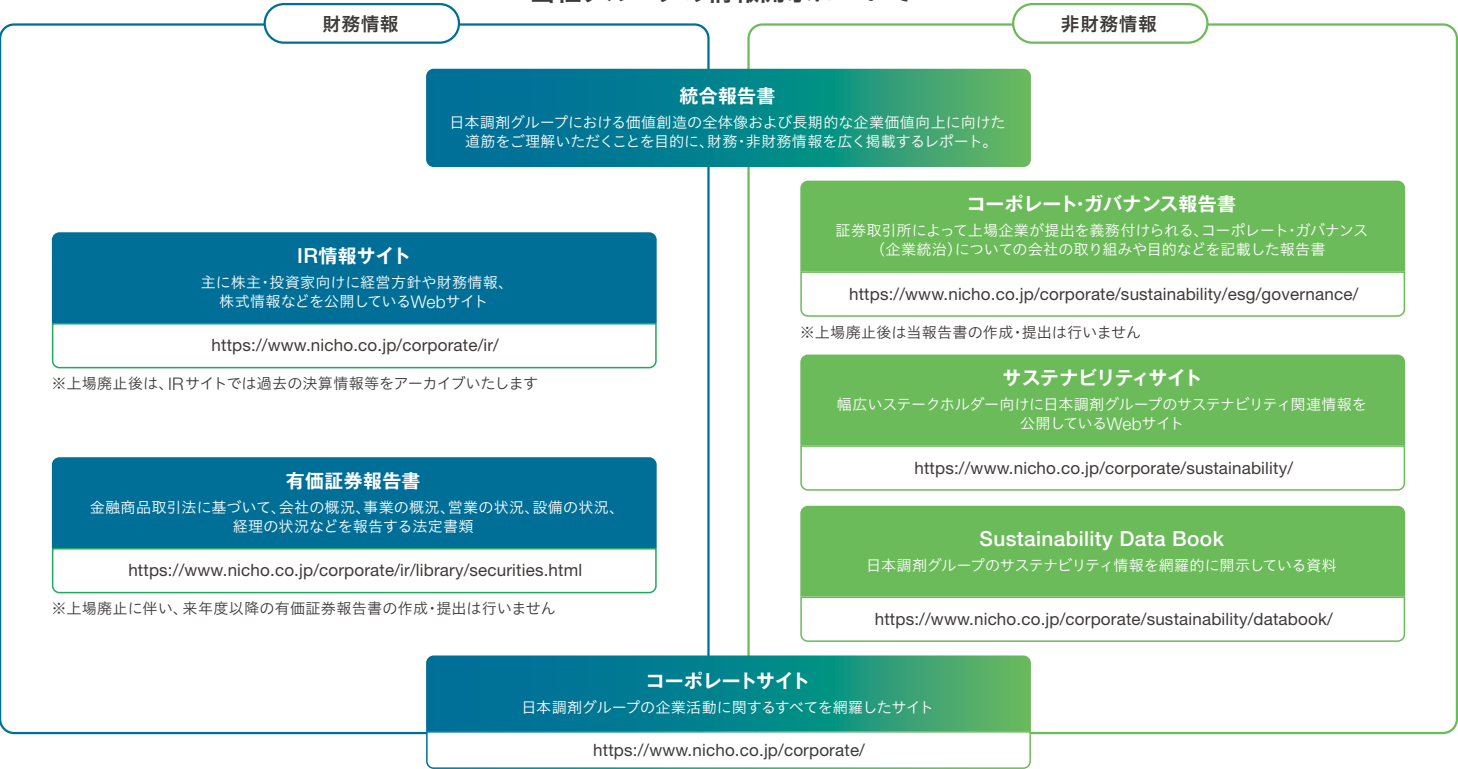 財務情報
非財務情報
統合報告書
日本調剤グループにおける価値創造の全体像および長期的な企業価値向上に向けた
道筋をご理解いただくことを目的に、財務・非財務情報を広く掲載するレポート。
IR情報サイト
主に株主・投資家向けに経営方針や財務情報、
株式情報などを公開しているWebサイト
https://www.nicho.co.jp/corporate/ir/
※上場廃止後は、IRサイトでは過去の決算情報等をアーカイブいたします
有価証券報告書
金融商品取引法に基づいて、会社の概況、事業の概況、営業の状況、設備の状況、
経理の状況などを報告する法定書類
https://www.nicho.co.jp/corporate/ir/library/securities.html
※上場廃止に伴い、来年度以降の有価証券報告書の作成・提出は行いません
コーポレート・ガバナンス報告書
証券取引所によって上場企業が提出を義務付けられる、コーポレート・ガバナンス
（企業統治）についての会社の取り組みや目的などを記載した報告書
https://www.nicho.co.jp/corporate/sustainability/esg/governance/
※上場廃止後は当報告書の作成・提出は行いません
サステナビリティサイト
幅広いステークホルダー向けに日本調剤グループのサステナビリティ関連情報を
公開しているWebサイト
https://www.nicho.co.jp/corporate/sustainability/
Sustainability Data Book
日本調剤グループのサステナビリティ情報を網羅的に開示している資料
https://www.nicho.co.jp/corporate/sustainability/databook/
コーポレートサイト
日本調剤グループの企業活動に関するすべてを網羅したサイト
https://www.nicho.co.jp/corporate/